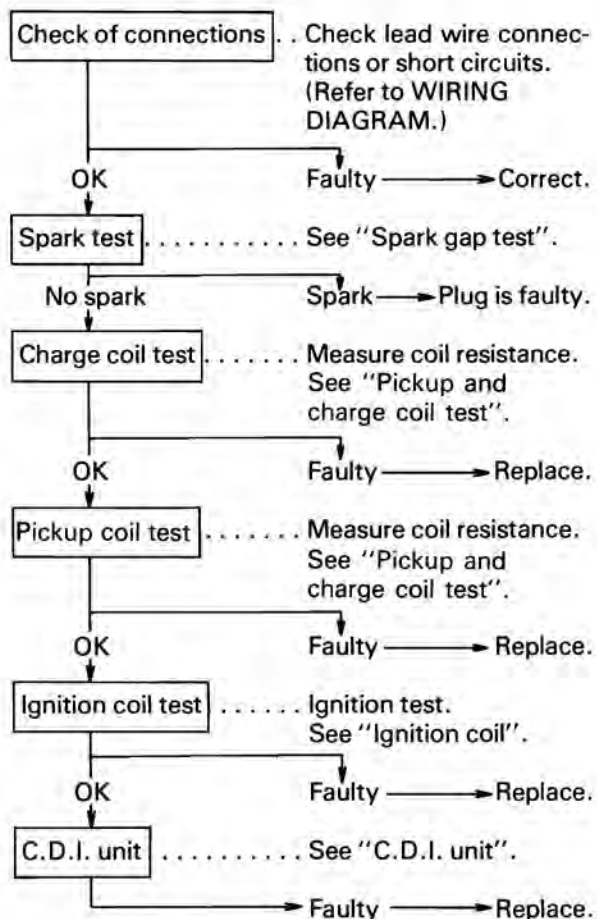 Check of connections . . Check lead wire connec-
tions or short circuits.
(Refer to WIRING
DIAGRAM.)
OK Faulty Correct.
Spark test . . . . . . . . . . . See "Spark gap test".
No spark Spark Plug is faulty.
Charge coil test . . . . . . . Measure coil resistance.
See "Pickup and
charge coil test".
OK Faulty Replace.
Pickup coil test . . . . . . . Measure coil resistance.
See "Pickup and
charge coil test".
OK Faulty Replace.
Ignition coil test . . . . . . Ignition test.
See "Ignition coil".
OK Faulty Replace.
C.D.I. unit . . . . . . . . . . See "C.D.I. unit".
Faulty Replace.